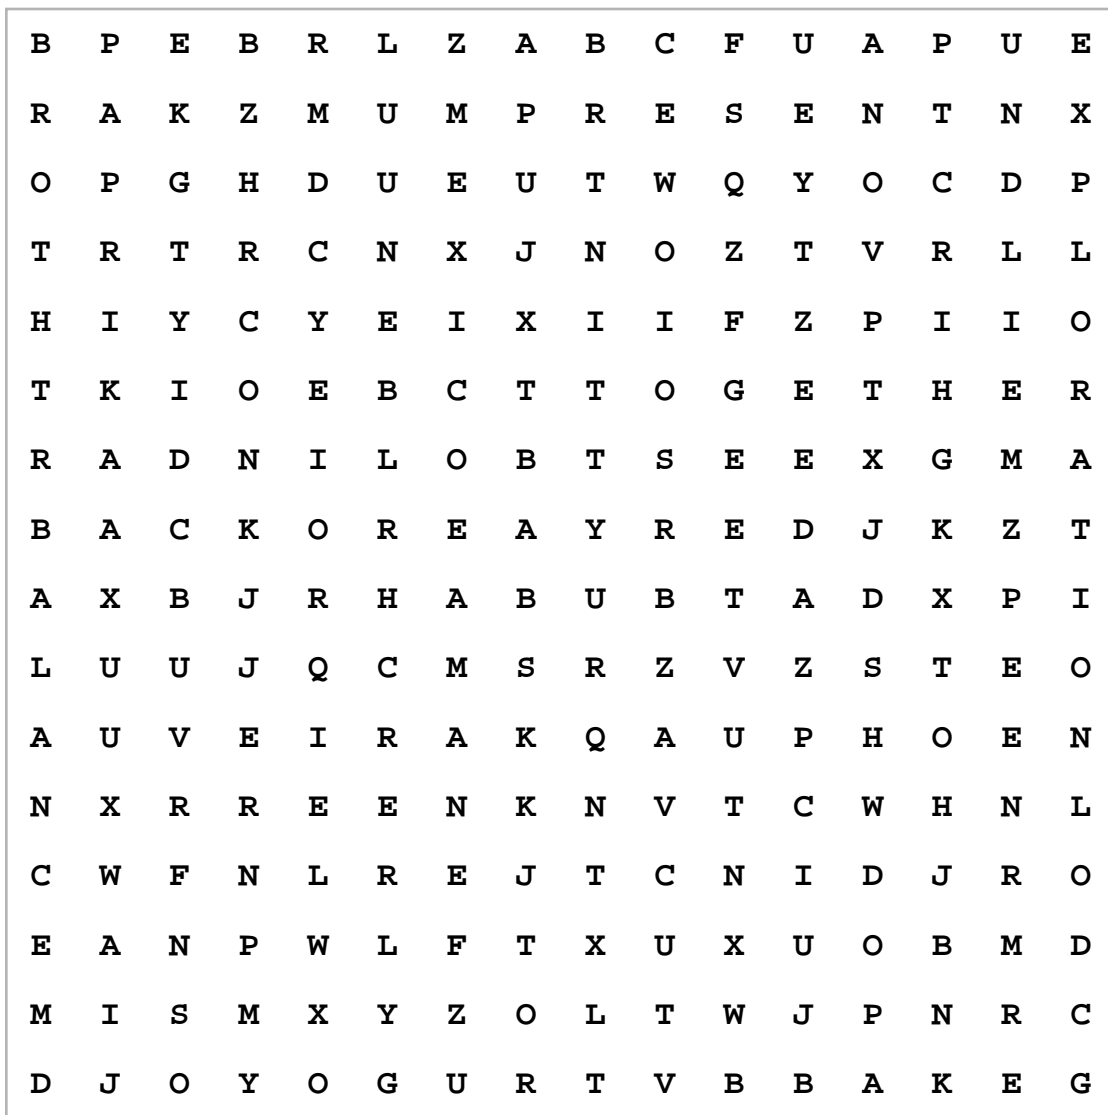 B P E B R L Z A B C F U A P U E
R A K Z M U M P R E S E N T N X
O P G H D U E U T W Q Y O C D P
T R T R C N X J N O Z T V R L L
H I Y C Y E I X I I F Z P I I O
T K I O E B C T T O G E T H E R
R A D N I L O B T S E E X G M A
B A C K O R E A Y R E D J K Z T
A X B J R H A B U B T A D X P I
L U U J Q C M S R Z V Z S T E O
A U V E I R A K Q A U P H O E N
N X R R E E N K N V T C W H N L
C W F N L R E J T C N I D J R O
E A N P W L F T X U X U O B M D
M I S M X Y Z O L T W J P N R C
D J O Y O G U R T V B B A K E G